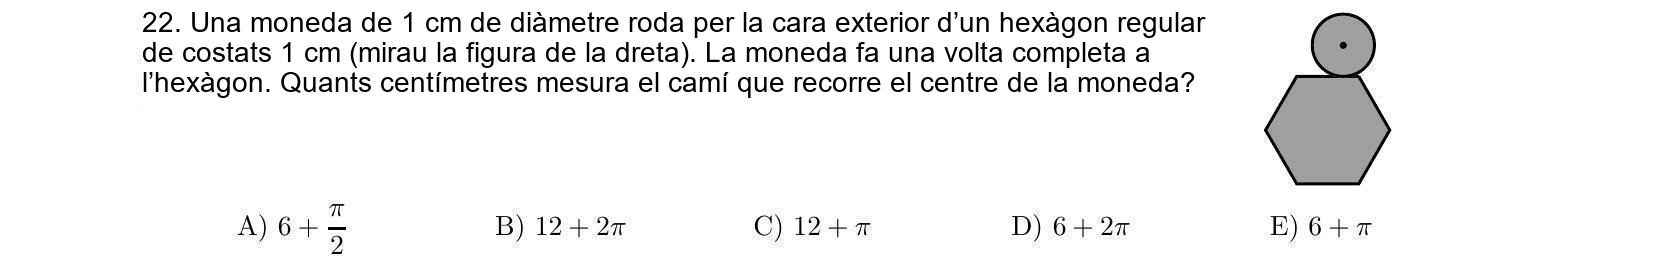 22. Una moneda de 1 cm de diàmetre roda per la cara exterior d’un hexàgon regular
de costats 1 cm (mirau la figura de la dreta). La moneda fa una volta completa a
l’hexàgon. Quants centímetres mesura el camí que recorre el centre de la moneda?
A) 6 + π/2 B) 12 + 2π C) 12 + π D) 6 + 2π E) 6 + π